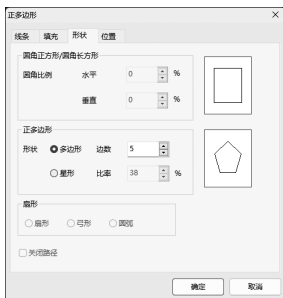 正多边形
线条 填充 形状 位置
圆角正方形/圆角长方形
圆角比例 水平 0 %
垂直 0 %
正多边形
形状 多边形 边数 5
星形 比率 38 %
扇形
扇形 弓形 圆弧
关闭路径
确定 取消